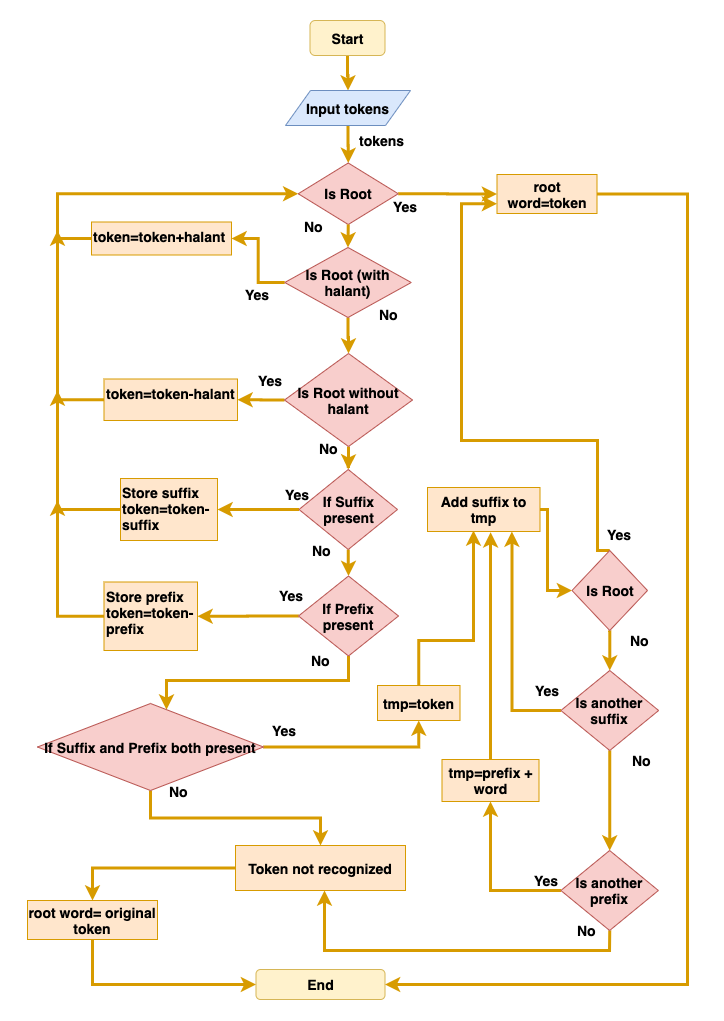 Start
Input tokens
tokens
Is Root
Yes
root
word=token
No
token=token+halant
Is Root (with
halant)
Yes
No
Yes
token=token-halant
Is Root without
halant
No
Yes
Store suffix
token=token-
suffix
If Suffix
present
Add suffix to
tmp
Yes
No
Is Root
Yes
Store prefix
token=token-
prefix
If Prefix
present
No
No
Yes
tmp=token
Is another
suffix
Yes
If Suffix and Prefix both present
No
tmp=prefix +
word
No
Token not recognized
Yes
Is another
prefix
root word= original
token
No
End